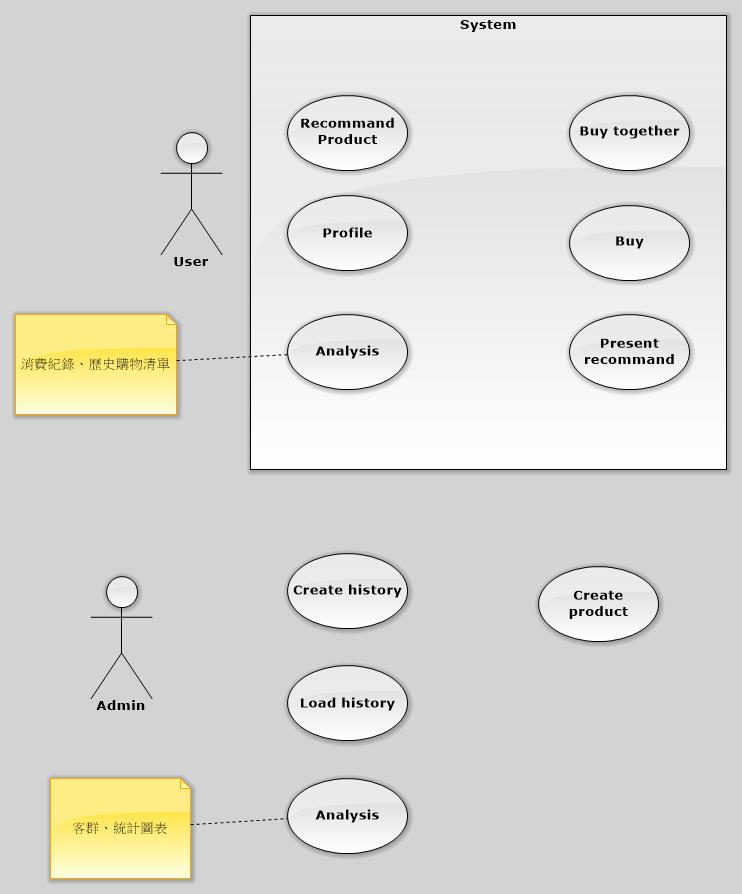 System
Recommand
Product
Buy together
User
Profile
Buy
消費紀錄、歷史購物清單
Analysis
Present
recommand
Create history
Create
product
Admin
Load history
客群、統計圖表
Analysis